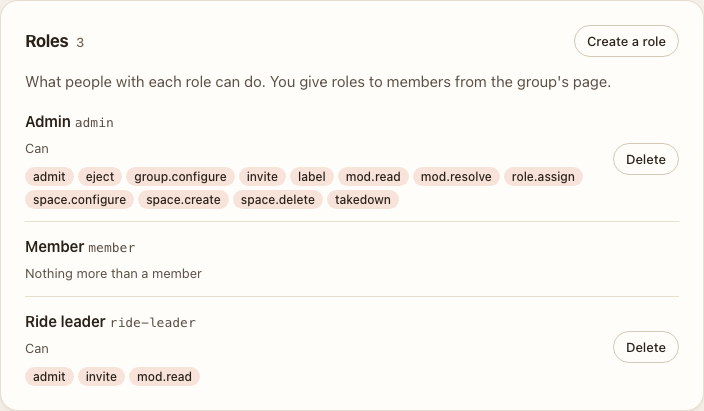 Roles 3
Create a role
What people with each role can do. You give roles to members from the group's page.
Admin admin
Can
Delete
admit eject group.configure invite label mod.read mod.resolve role.assign
space.configure space.create space.delete takedown
Member member
Nothing more than a member
Ride leader ride-leader
Can
Delete
admit invite mod.read